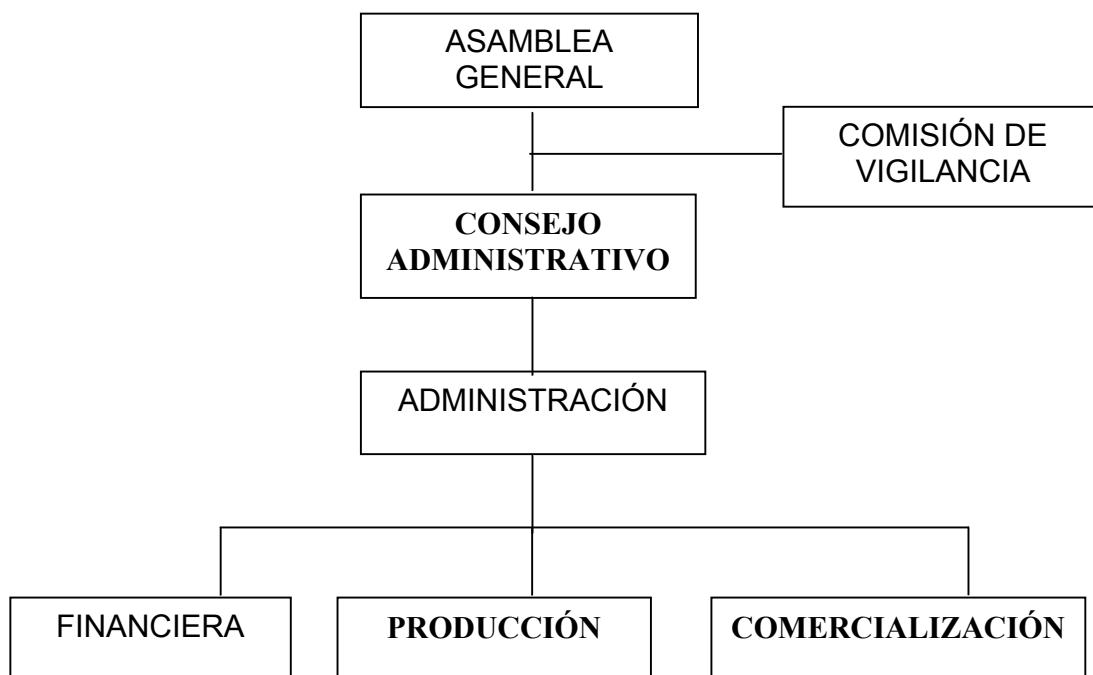 ASAMBLEA
GENERAL
COMISIÓN DE
VIGILANCIA
CONSEJO
ADMINISTRATIVO
ADMINISTRACIÓN
FINANCIERA
PRODUCCIÓN
COMERCIALIZACIÓN